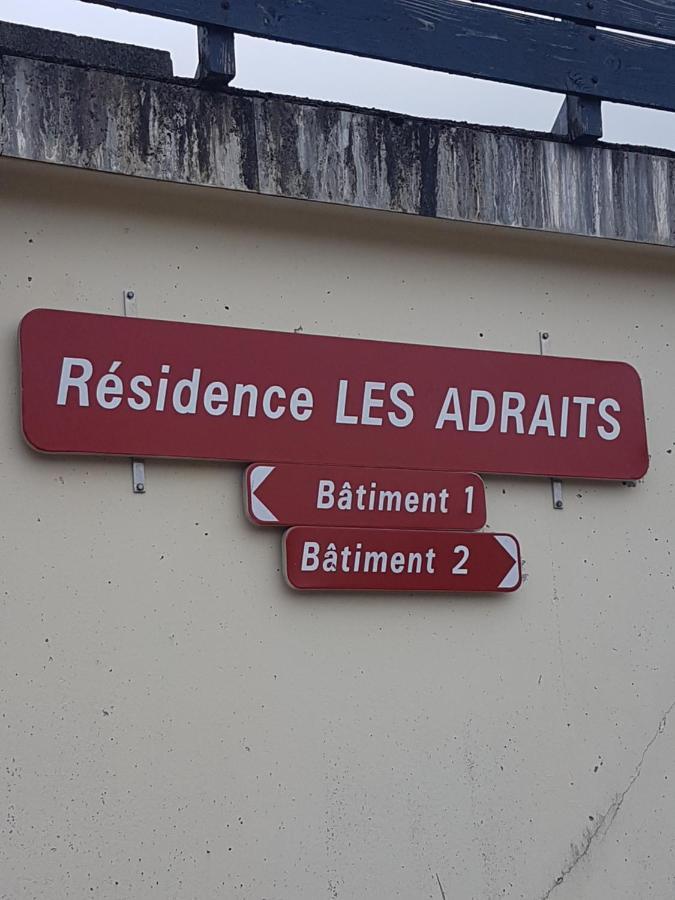 Résidence LES ADRAITS
Bâtiment 1
Bâtiment 2